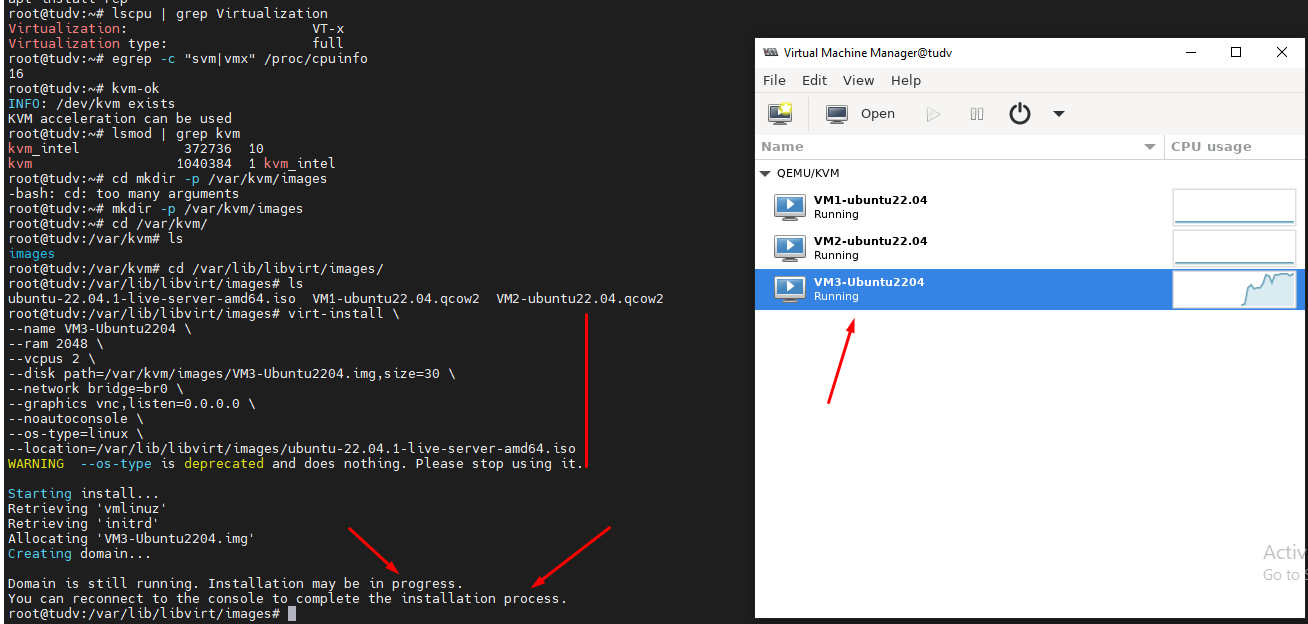 root@tudv:~# lscpu | grep Virtualization
Virtualization:                       VT-x
Virtualization type:                  full
root@tudv:~# egrep -c "svm|vmx" /proc/cpuinfo
16
root@tudv:~# kvm-ok
INFO: /dev/kvm exists
KVM acceleration can be used
root@tudv:~# lsmod | grep kvm
kvm_intel             372736  10
kvm                  1040384  1 kvm_intel
root@tudv:~# cd mkdir -p /var/kvm/images
-bash: cd: too many arguments
root@tudv:~# mkdir -p /var/kvm/images
root@tudv:~# cd /var/kvm/
root@tudv:/var/kvm# ls
images
root@tudv:/var/kvm# cd /var/lib/libvirt/images/
root@tudv:/var/lib/libvirt/images# ls
ubuntu-22.04.1-live-server-amd64.iso  VM1-ubuntu22.04.qcow2  VM2-ubuntu22.04.qcow2
root@tudv:/var/lib/libvirt/images# virt-install \
--name VM3-Ubuntu2204 \
--ram 2048 \
--vcpus 2 \
--disk path=/var/kvm/images/VM3-Ubuntu2204.img,size=30 \
--network bridge=br0 \
--graphics vnc,listen=0.0.0.0 \
--noautoconsole \
--os-type=linux \
--location=/var/lib/libvirt/images/ubuntu-22.04.1-live-server-amd64.iso
WARNING  --os-type is deprecated and does nothing. Please stop using it.
Starting install...
Retrieving 'vmlinuz'
Retrieving 'initrd'
Allocating 'VM3-Ubuntu2204.img'
Creating domain...
Domain is still running. Installation may be in progress.
You can reconnect to the console to complete the installation process.
root@tudv:/var/lib/libvirt/images#
Virtual Machine Manager@tudv
File Edit View Help
Open
Name CPU usage
QEMU/KVM
VM1-ubuntu22.04
Running
VM2-ubuntu22.04
Running
VM3-Ubuntu2204
Running
Activ
Go to S